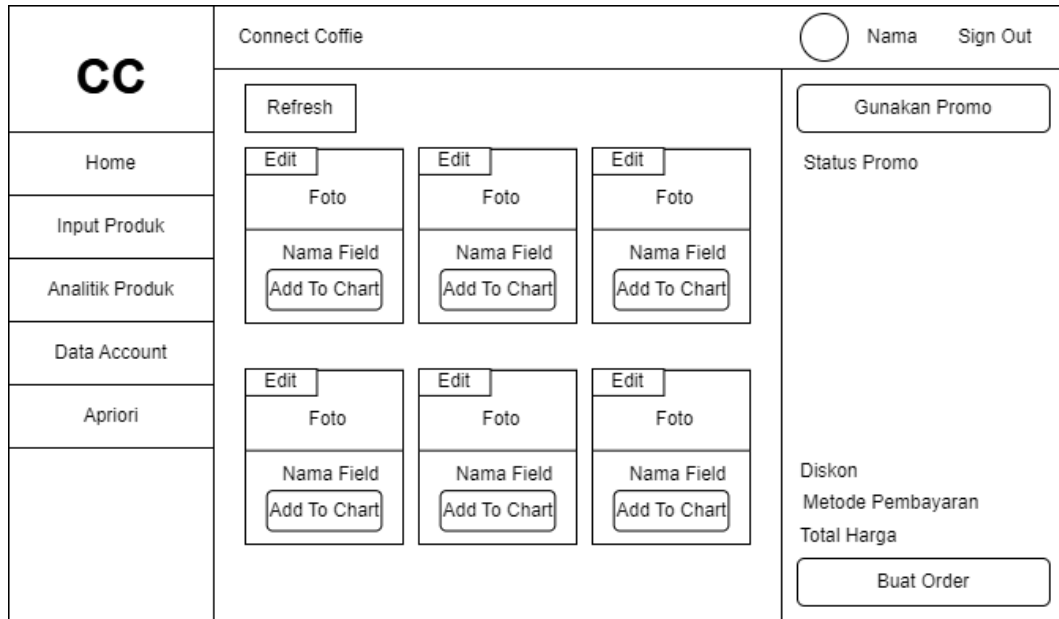 CC
Connect Coffie
Nama
Sign Out
Home
Input Produk
Analitik Produk
Data Account
Apriori
Refresh
Edit
Foto
Nama Field
Add To Chart
Edit
Foto
Nama Field
Add To Chart
Edit
Foto
Nama Field
Add To Chart
Edit
Foto
Nama Field
Add To Chart
Edit
Foto
Nama Field
Add To Chart
Edit
Foto
Nama Field
Add To Chart
Gunakan Promo
Status Promo
Diskon
Metode Pembayaran
Total Harga
Buat Order